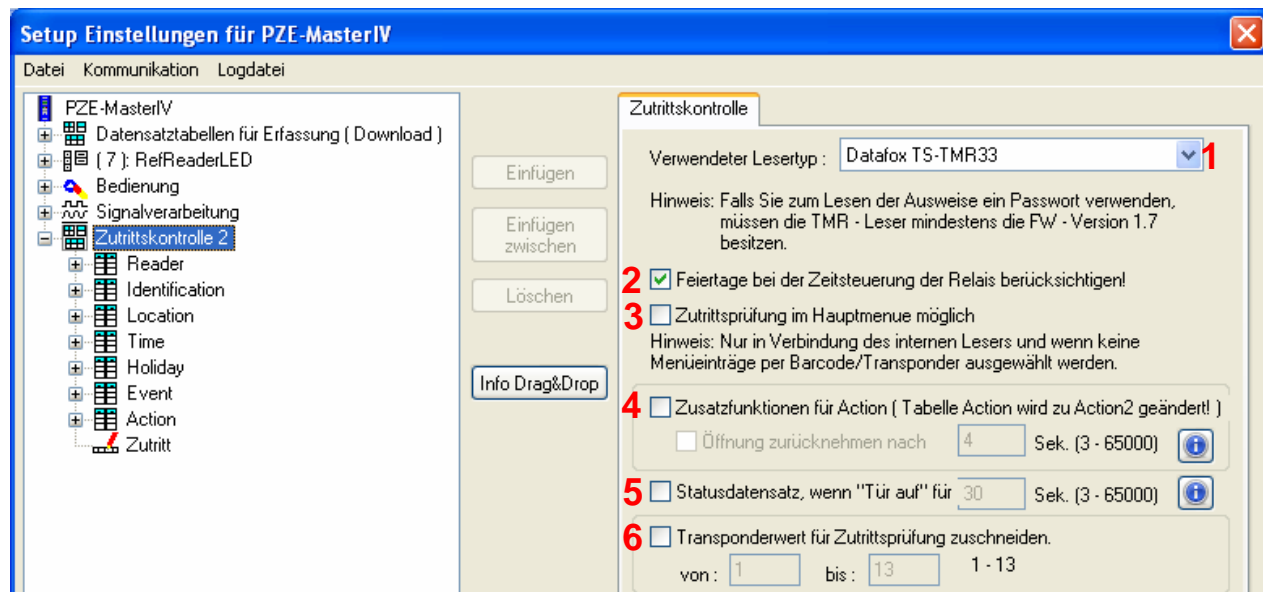 Setup Einstellungen für PZE-MasterIV
Datei Kommunikation Logdatei
PZE-MasterIV
Datensatztabellen für Erfassung ( Download )
( 7 ): RefReaderLED
Bedienung
Signalverarbeitung
Zutrittskontrolle 2
Reader
Identification
Location
Time
Holiday
Event
Action
Zutritt
Einfügen
Einfügen
zwischen
Löschen
Info Drag&Drop
Zutrittskontrolle
Verwendeter Lesertyp : Datafox TS-TMR33 1
Hinweis: Falls Sie zum Lesen der Ausweise ein Passwort verwenden,
müssen die TMR - Leser mindestens die FW - Version 1.7
besitzen.
2 Feiertage bei der Zeitsteuerung der Relais berücksichtigen!
3 Zutrittsprüfung im Hauptmenue möglich
Hinweis: Nur in Verbindung des internen Lesers und wenn keine
Menüeinträge per Barcode/Transponder ausgewählt werden.
4 Zusatzfunktionen für Action ( Tabelle Action wird zu Action2 geändert! )
Öffnung zurücknehmen nach 4 Sek. (3 - 65000)
5 Statusdatensatz, wenn "Tür auf" für 30 Sek. (3 - 65000)
6 Transponderwert für Zutrittsprüfung zuschneiden.
von : 1 bis : 13 1 - 13